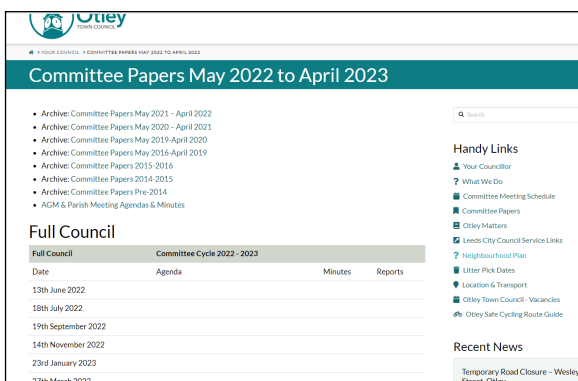 Otley
TOWN COUNCIL
> YOUR COUNCIL > COMMITTEE PAPERS MAY 2022 TO APRIL 2023
Committee Papers May 2022 to April 2023
Archive: Committee Papers May 2021 – April 2022
Archive: Committee Papers May 2020 – April 2021
Archive: Committee Papers May 2019-April 2020
Archive: Committee Papers May 2016-April 2019
Archive: Committee Papers 2015-2016
Archive: Committee Papers 2014-2015
Archive: Committee Papers Pre-2014
AGM & Parish Meeting Agendas & Minutes
Full Council
Full Council Committee Cycle 2022 - 2023
Date Agenda Minutes Reports
13th June 2022
18th July 2022
19th September 2022
14th November 2022
23rd January 2023
27th March 2023
Search
Handy Links
Your Councillor
What We Do
Committee Meeting Schedule
Committee Papers
Otley Matters
Leeds City Council Service Links
Neighbourhood Plan
Litter Pick Dates
Location & Transport
Otley Town Council - Vacancies
Otley Safe Cycling Route Guide
Recent News
Temporary Road Closure – Wesley
Street, Otley